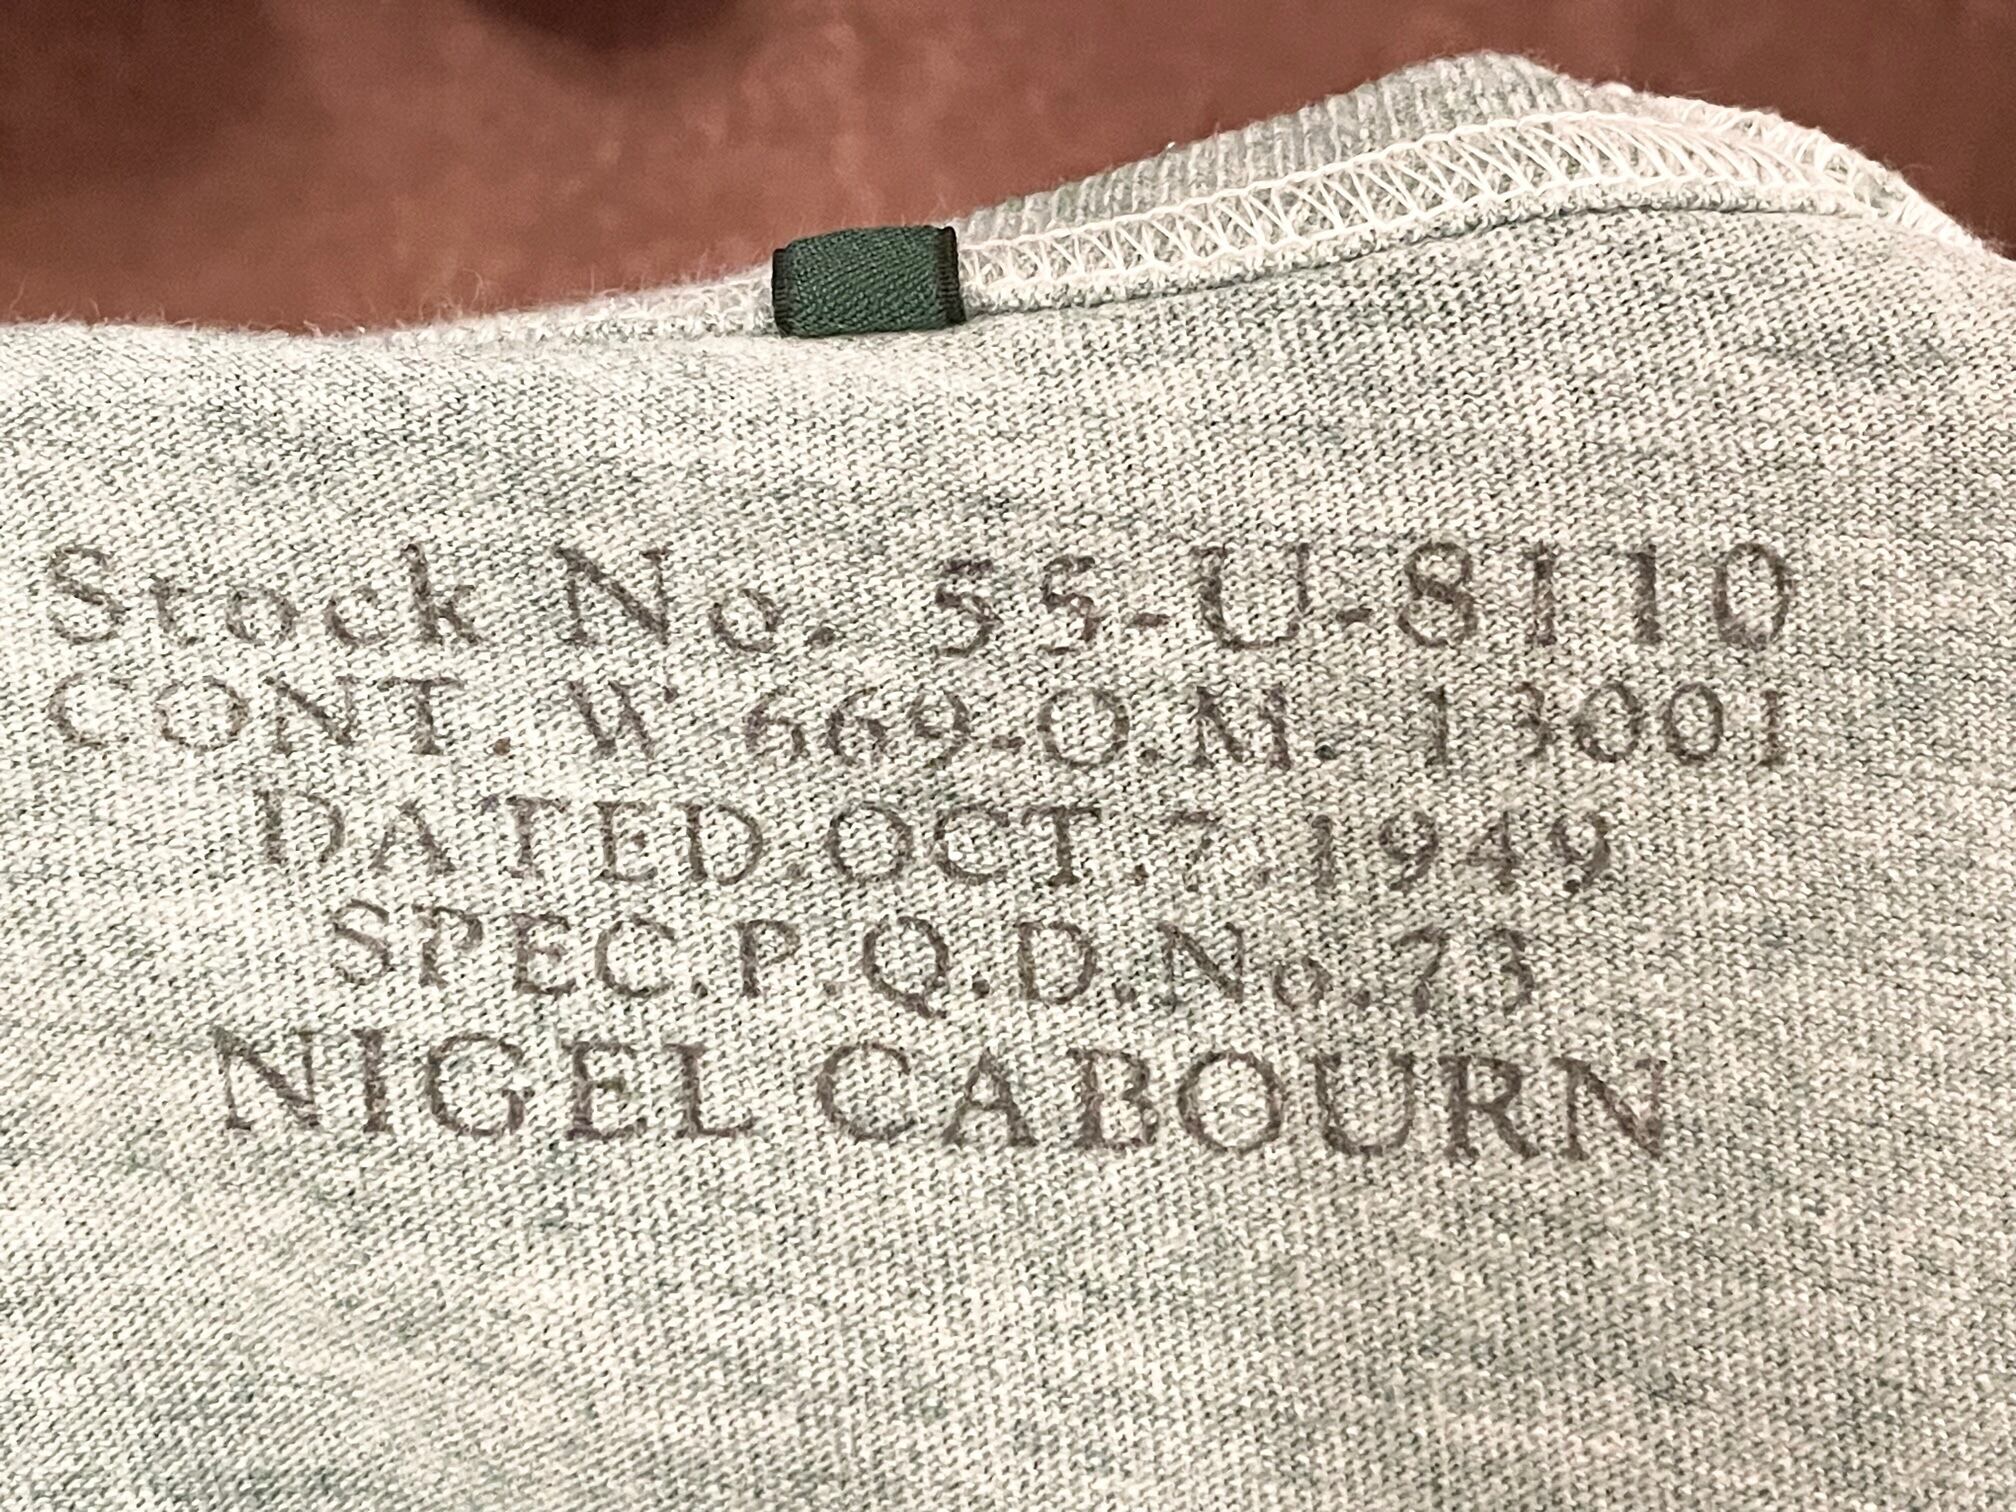 Stock No. 55-U-8110
CONT. W 669-O.M.-13001
DATED.OCT.7.1949
SPEC.P.Q.D.No.73
NIGEL CABOURN